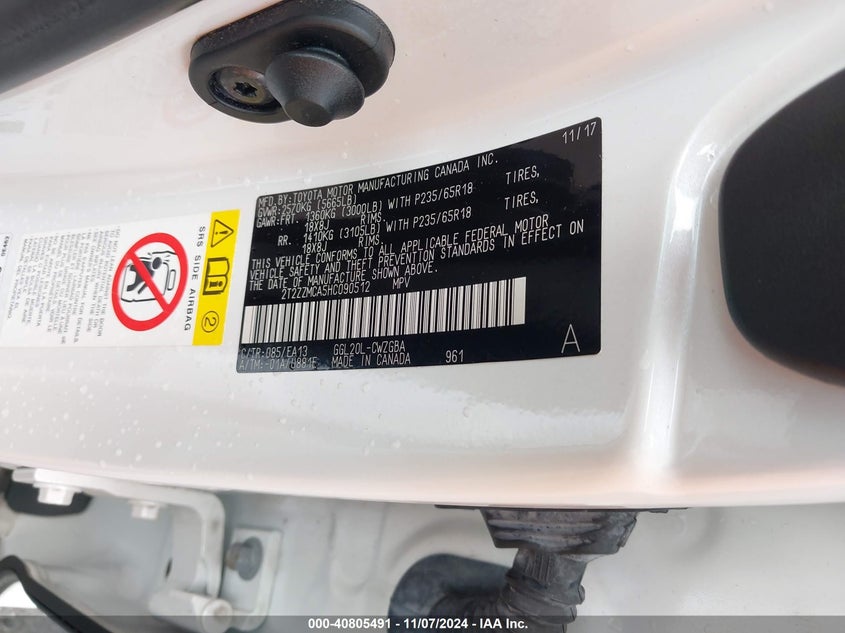 11/17
MFD.BY:TOYOTA MOTOR MANUFACTURING CANADA INC.
GVWR:2570KG (5665LB)
GAWR:FRT. 1360KG (3000LB) WITH P235/65R18 TIRES,
18X8J RIMS.
RR. 1410KG (3105LB) WITH P235/65R18 TIRES,
18X8J RIMS.
THIS VEHICLE CONFORMS TO ALL APPLICABLE FEDERAL MOTOR
VEHICLE SAFETY AND THEFT PREVENTION STANDARDS IN EFFECT ON
THE DATE OF MANUFACTURE SHOWN ABOVE.
2T2ZZMCA5HC090512 MPV
C/TR:085/EA13 GGL20L-CWZGBA
A/TM:-01A/U881E MADE IN CANADA 961
A
SRS SIDE AIRBAG
2
000-40805491 - 11/07/2024 - IAA Inc.